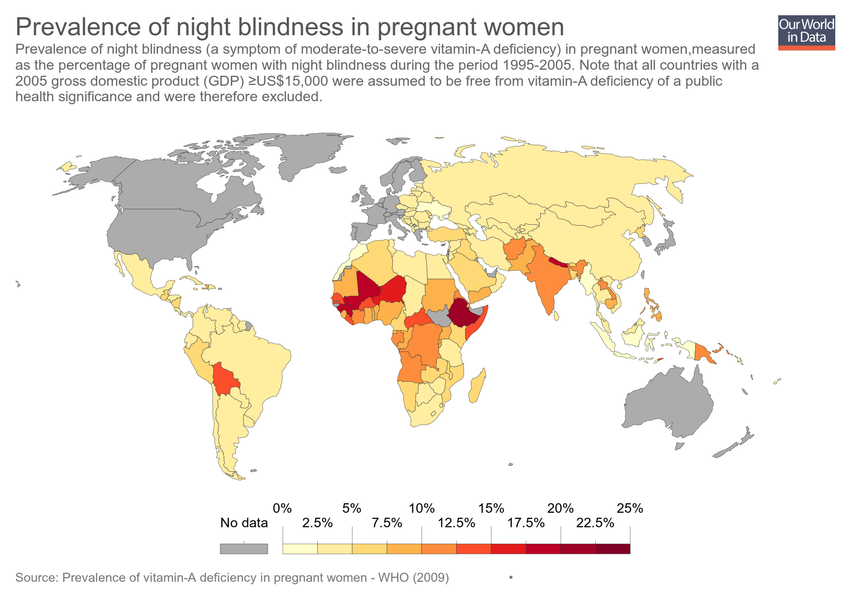 Prevalence of night blindness in pregnant women
Our World
in Data
Prevalence of night blindness (a symptom of moderate-to-severe vitamin-A deficiency) in pregnant women,measured
as the percentage of pregnant women with night blindness during the period 1995-2005. Note that all countries with a
2005 gross domestic product (GDP) ≥US$15,000 were assumed to be free from vitamin-A deficiency of a public
health significance and were therefore excluded.
0% 5% 10% 15% 20% 25%
No data 2.5% 7.5% 12.5% 17.5% 22.5%
Source: Prevalence of vitamin-A deficiency in pregnant women - WHO (2009) •